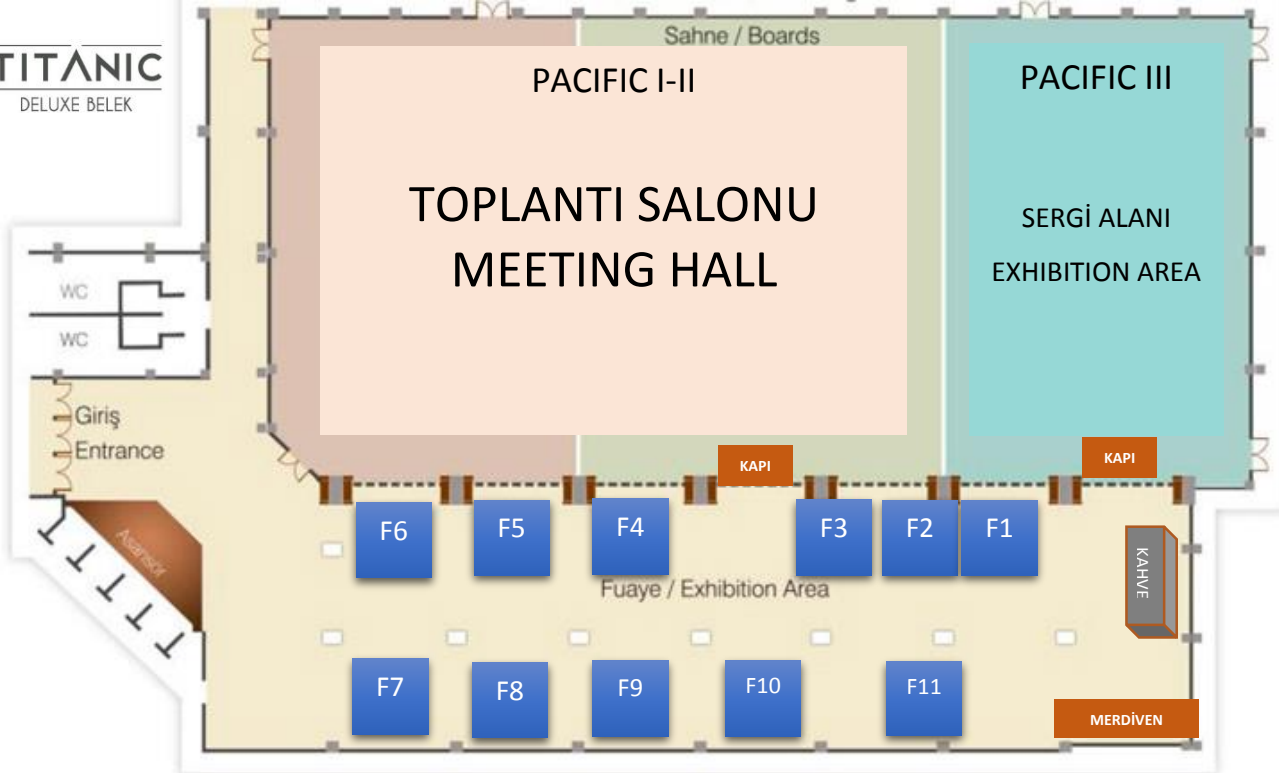 TITANIC
DELUXE BELEK
Sahne / Boards
PACIFIC I-II
TOPLANTI SALONU
MEETING HALL
PACIFIC III
SERGİ ALANI
EXHIBITION AREA
WC
WC
Giriş
Entrance
Asansör
KAPI
KAPI
F6
F5
F4
F3
F2
F1
KAHVE
Fuaye / Exhibition Area
F7
F8
F9
F10
F11
MERDİVEN